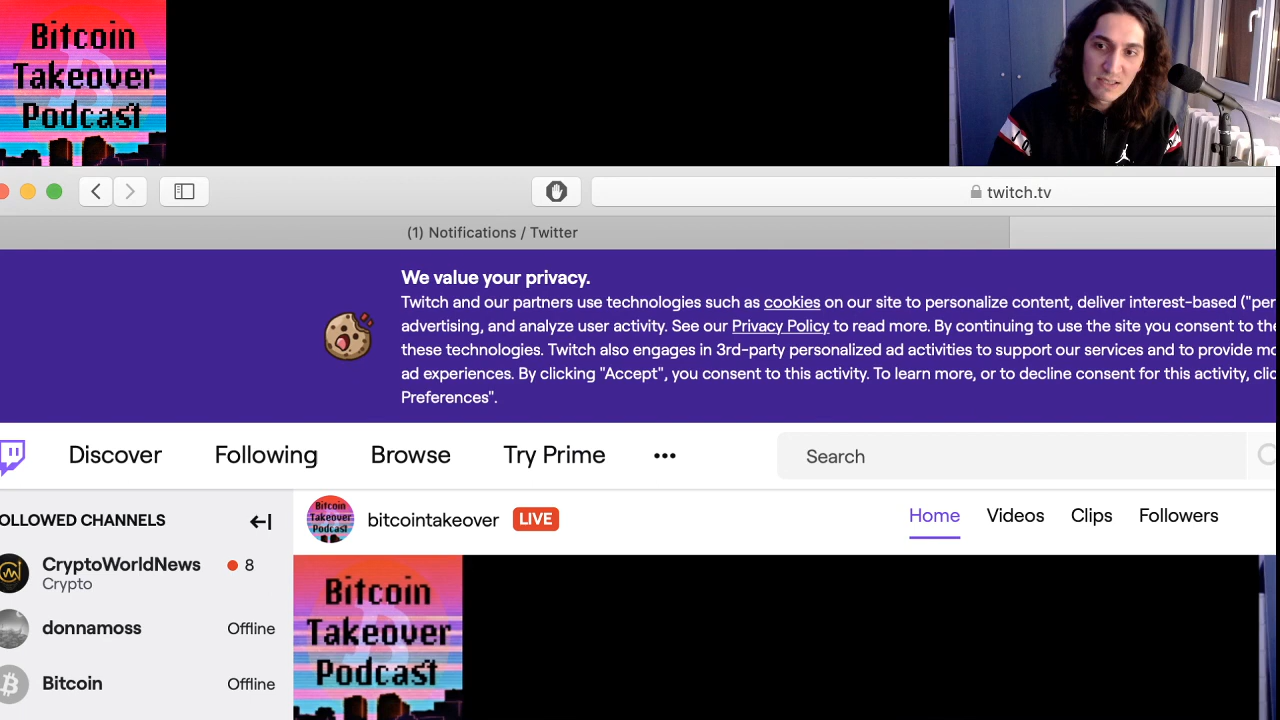 Bitcoin
Takeover
Podcast
twitch.tv
(1) Notifications / Twitter
We value your privacy.
Twitch and our partners use technologies such as cookies on our site to personalize content, deliver interest-based ("per
advertising, and analyze user activity. See our Privacy Policy to read more. By continuing to use the site you consent to the
these technologies. Twitch also engages in 3rd-party personalized ad activities to support our services and to provide mo
ad experiences. By clicking "Accept", you consent to this activity. To learn more, or to decline consent for this activity, clic
Preferences".
Discover Following Browse Try Prime ••• Search
OLLOWED CHANNELS
Bitcoin
Takeover
Podcast
bitcointakeover LIVE
Home Videos Clips Followers
CryptoWorldNews 8
Crypto
donnamoss Offline
Bitcoin Offline
Bitcoin
Takeover
Podcast